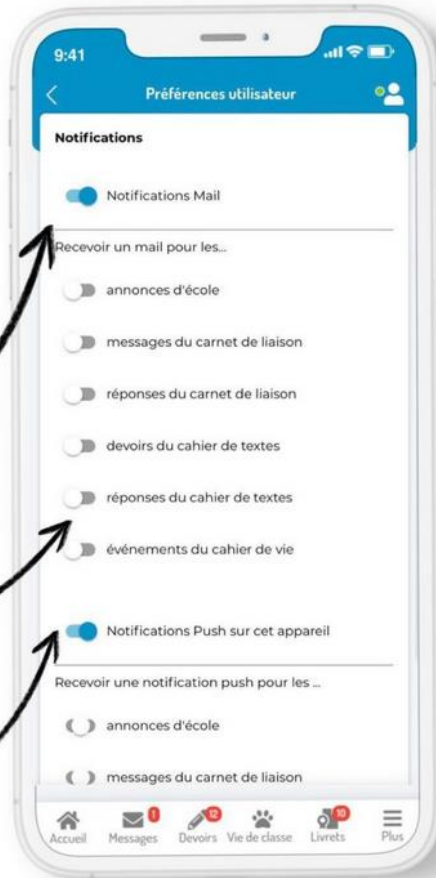 9:41
Préférences utilisateur
Notifications
Notifications Mail
Recevoir un mail pour les...
annonces d'école
messages du carnet de liaison
réponses du carnet de liaison
devoirs du cahier de textes
réponses du cahier de textes
événements du cahier de vie
Notifications Push sur cet appareil
Recevoir une notification push pour les ...
annonces d'école
messages du carnet de liaison
1 12 10
Accueil Messages Devoirs Vie de classe Livrets Plus